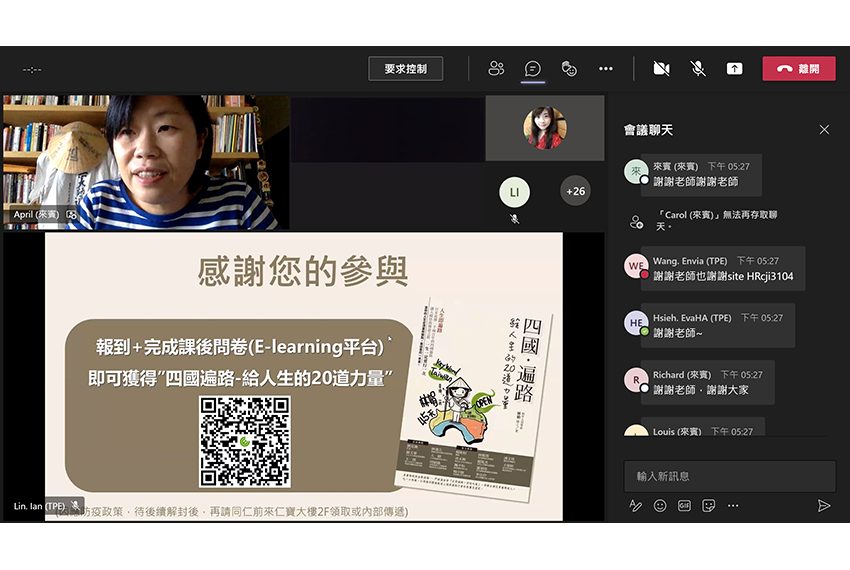 --:--
要求控制
離開
April (來賓)
LI
+26
感謝您的參與
報到+完成課後問卷(E-learning平台)
即可獲得"四國遍路-給人生的20道力量"
四國·遍路
給人生的20道力量
人生即遍路
OPEN
Lin. Ian (TPE)
防疫政策，待後續解封後，再請同仁前來仁寶大樓2F領取或內部傳遞)
會議聊天
來
來賓 (來賓) 下午 05:27
謝謝老師謝謝老師
「Carol (來賓)」無法再存取聊
天。
WE
Wang. Envia (TPE) 下午 05:27
謝謝老師也謝謝site HRcji3104
HE
Hsieh. EvaHA (TPE) 下午 05:27
謝謝老師~
R
Richard (來賓) 下午 05:27
謝謝老師，謝謝大家
Louis (來賓) 下午 05:27
輸入新訊息
GIF